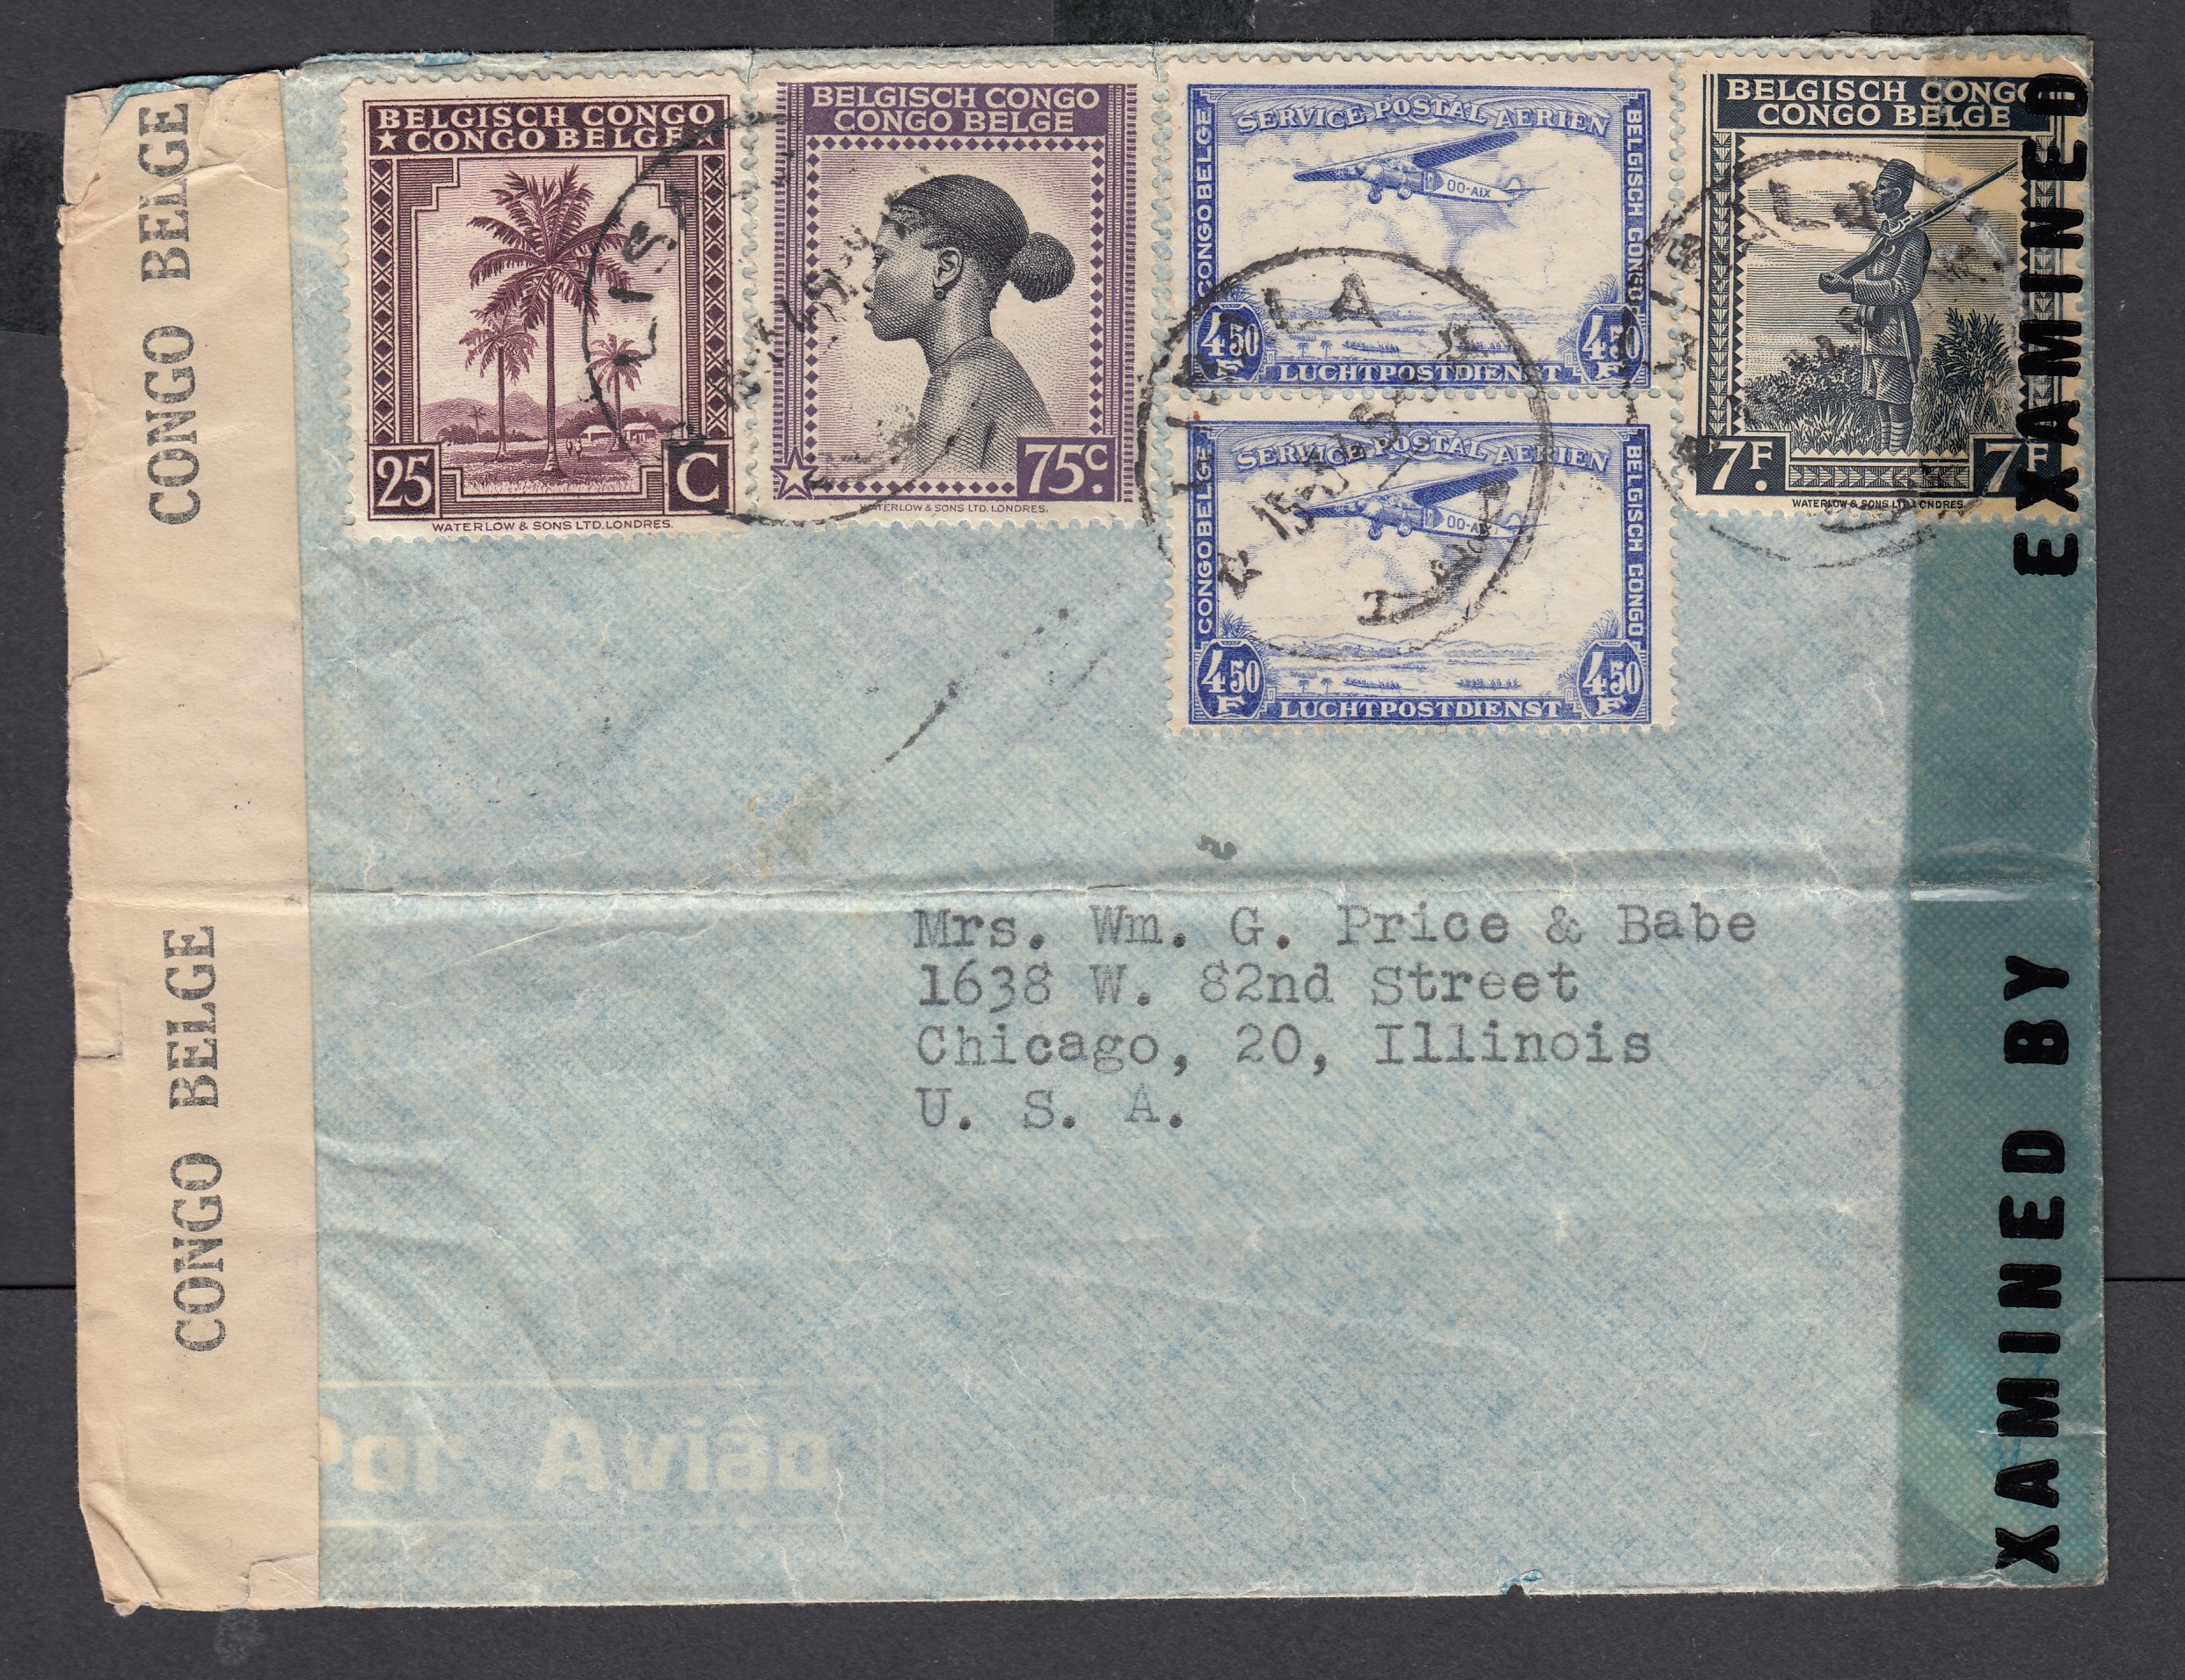 CONGO BELGE
CONGO BELGE
BELGISCH CONGO
CONGO BELGE
25 C
WATERLOW & SONS LTD. LONDRES.
BELGISCH CONGO
CONGO BELGE
75c.
WATERLOW & SONS LTD. LONDRES.
SERVICE POSTAL AERIEN
CONGO BELGE
BELGISCH CONGO
OO-AIX
4 50 F
4 50 F
LUCHTPOSTDIENST
SERVICE POSTAL AERIEN
CONGO BELGE
BELGISCH CONGO
4 50 F
4 50 F
LUCHTPOSTDIENST
BELGISCH CONGO
CONGO BELGE
7F.
7F
WATERLOW & SONS LTD. LONDRES.
EXAMINED
XAMINED BY
Mrs. Wm. G. Price & Babe
1638 W. 82nd Street
Chicago, 20, Illinois
U. S. A.